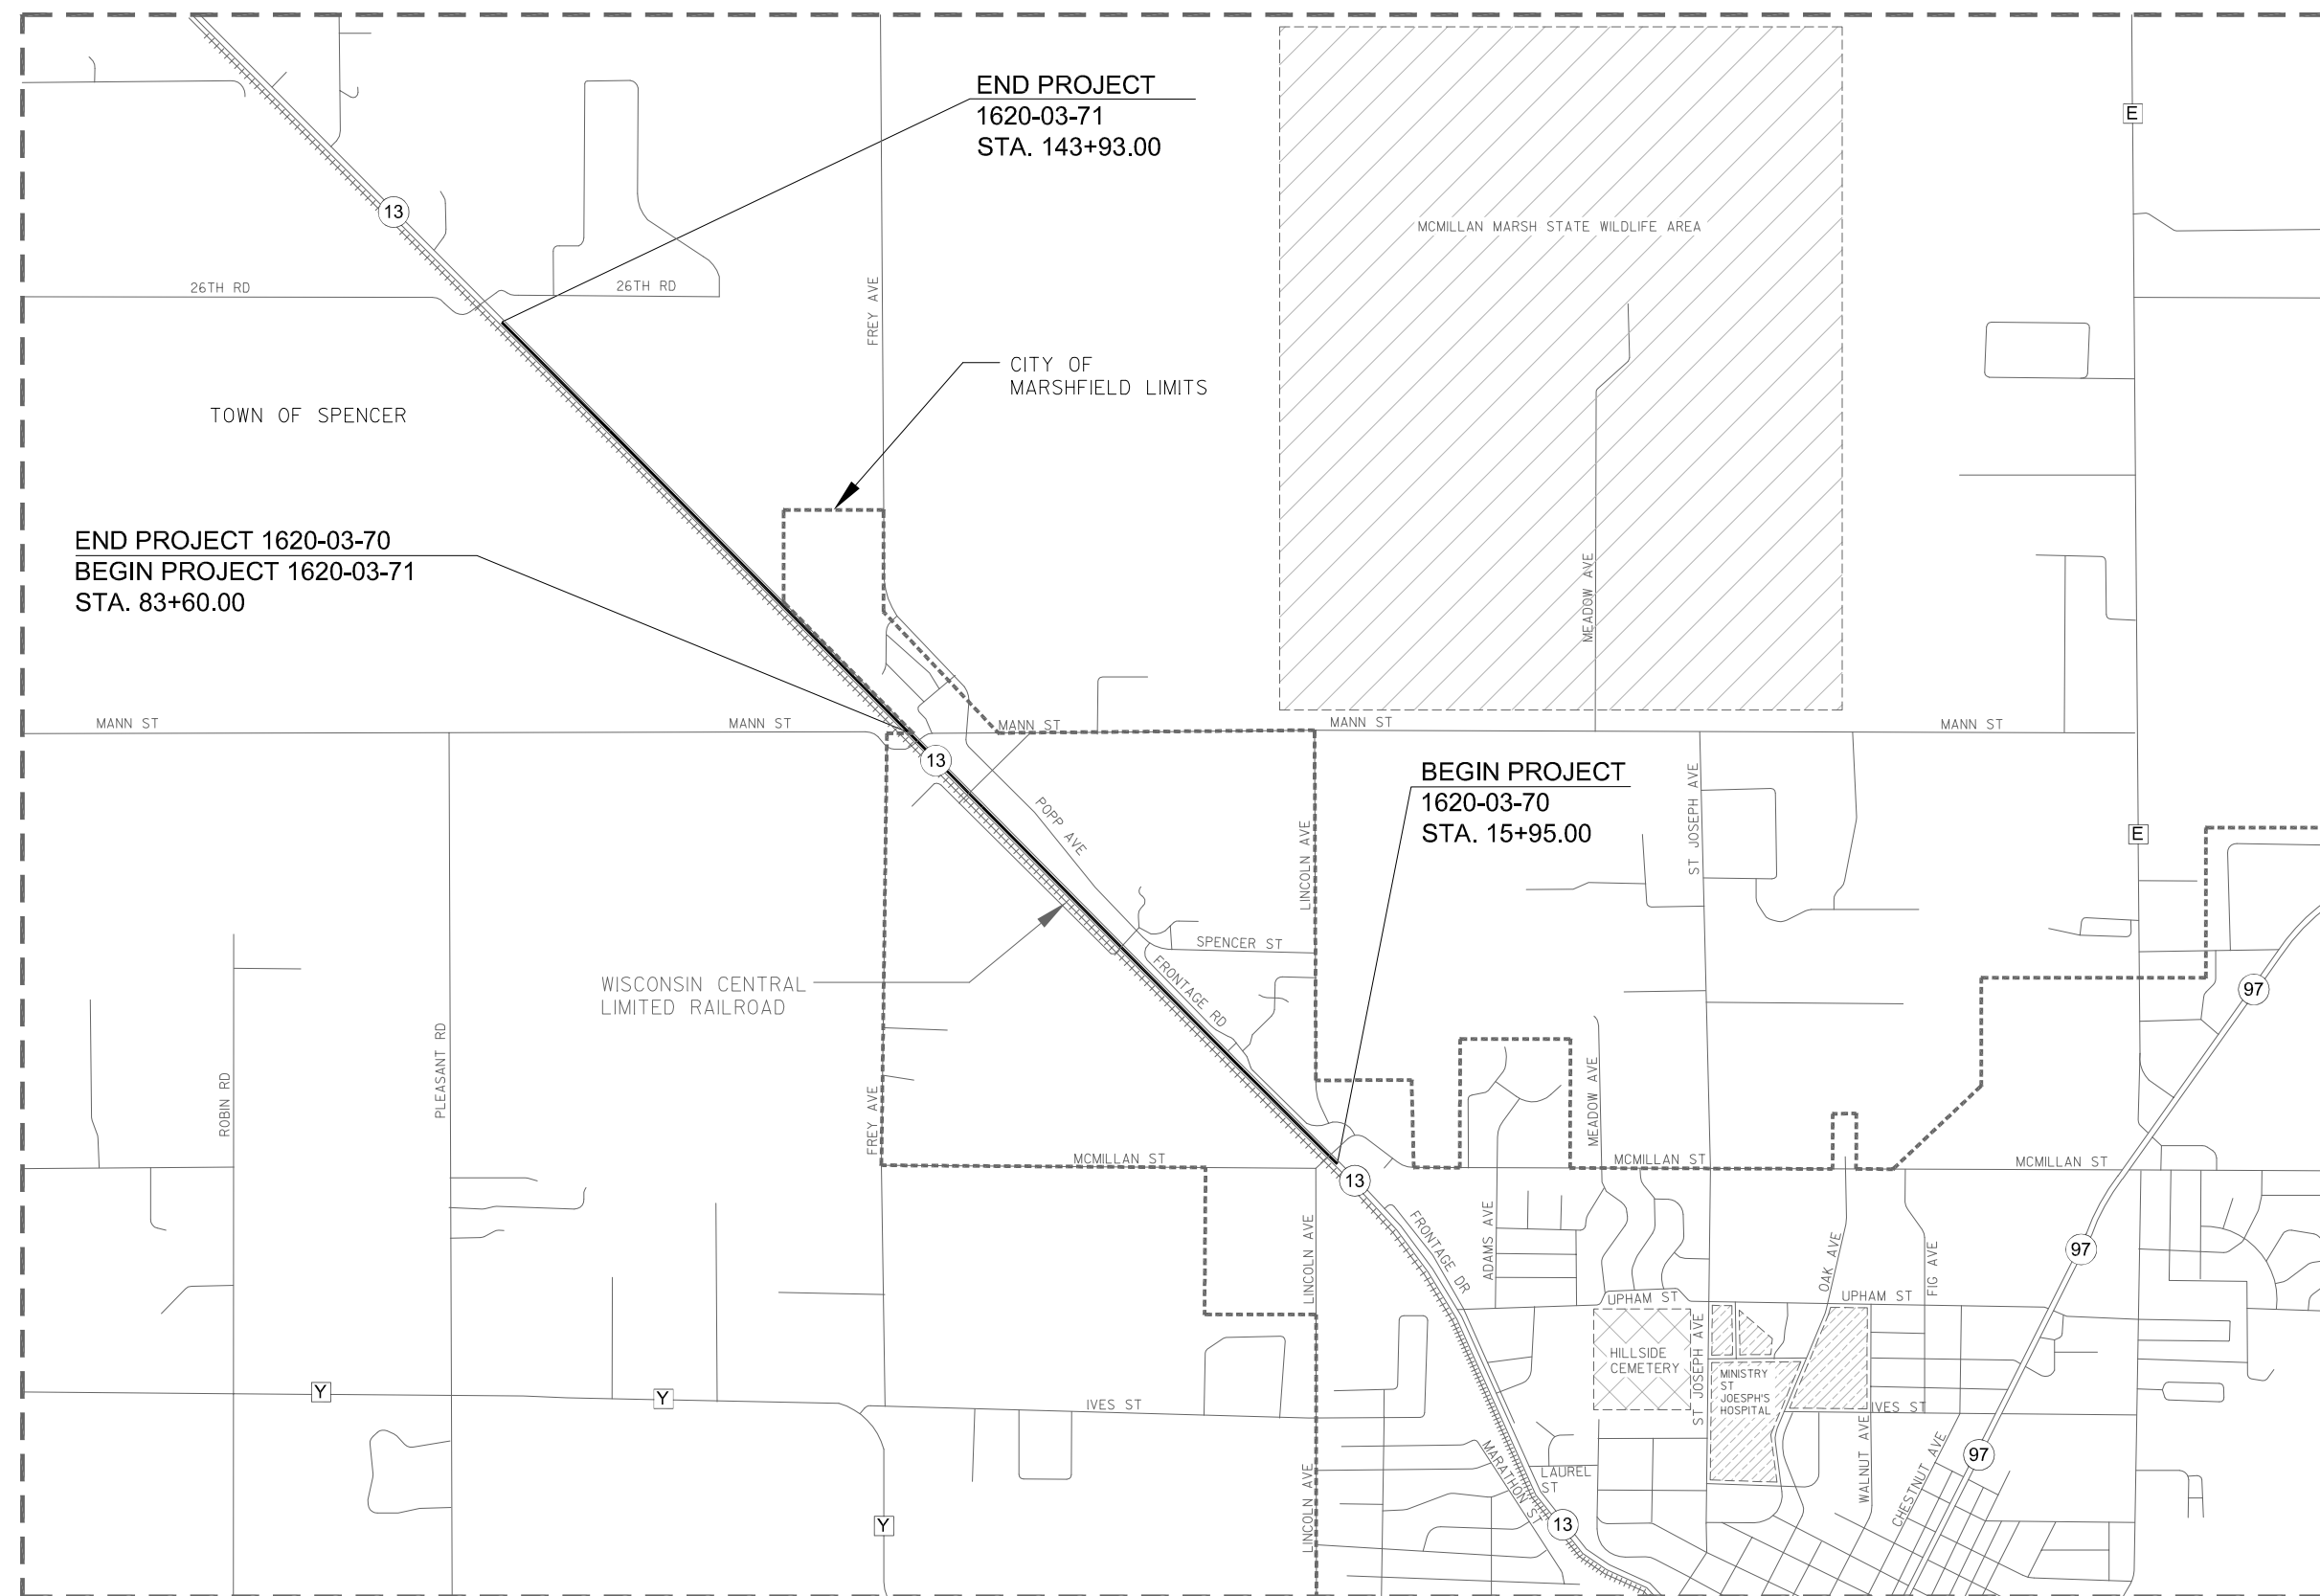 END PROJECT
1620-03-71
STA. 143+93.00
E
13
MCMILLAN MARSH STATE WILDLIFE AREA
26TH RD
26TH RD
FREY AVE
CITY OF
MARSHFIELD LIMITS
TOWN OF SPENCER
END PROJECT 1620-03-70
BEGIN PROJECT 1620-03-71
STA. 83+60.00
MEADOW AVE
MANN ST
MANN ST
MANN ST
MANN ST
MANN ST
13
BEGIN PROJECT
1620-03-70
STA. 15+95.00
POPP AVE
LINCOLN AVE
ST JOSEPH AVE
E
SPENCER ST
FRONTAGE RD
WISCONSIN CENTRAL
LIMITED RAILROAD
97
ROBIN RD
PLEASANT RD
FREY AVE
MEADOW AVE
MCMILLAN ST
MCMILLAN ST
MCMILLAN ST
13
FRONTAGE DR
LINCOLN AVE
ADAMS AVE
OAK AVE
FIG AVE
97
UPHAM ST
UPHAM ST
HILLSIDE
CEMETERY
ST JOSEPH AVE
MINISTRY
ST
JOESPH'S
HOSPITAL
Y
Y
IVES ST
IVES ST
MARATHON ST
LAUREL
ST
WALNUT AVE
CHESTNUT AVE
97
LINCOLN AVE
Y
13